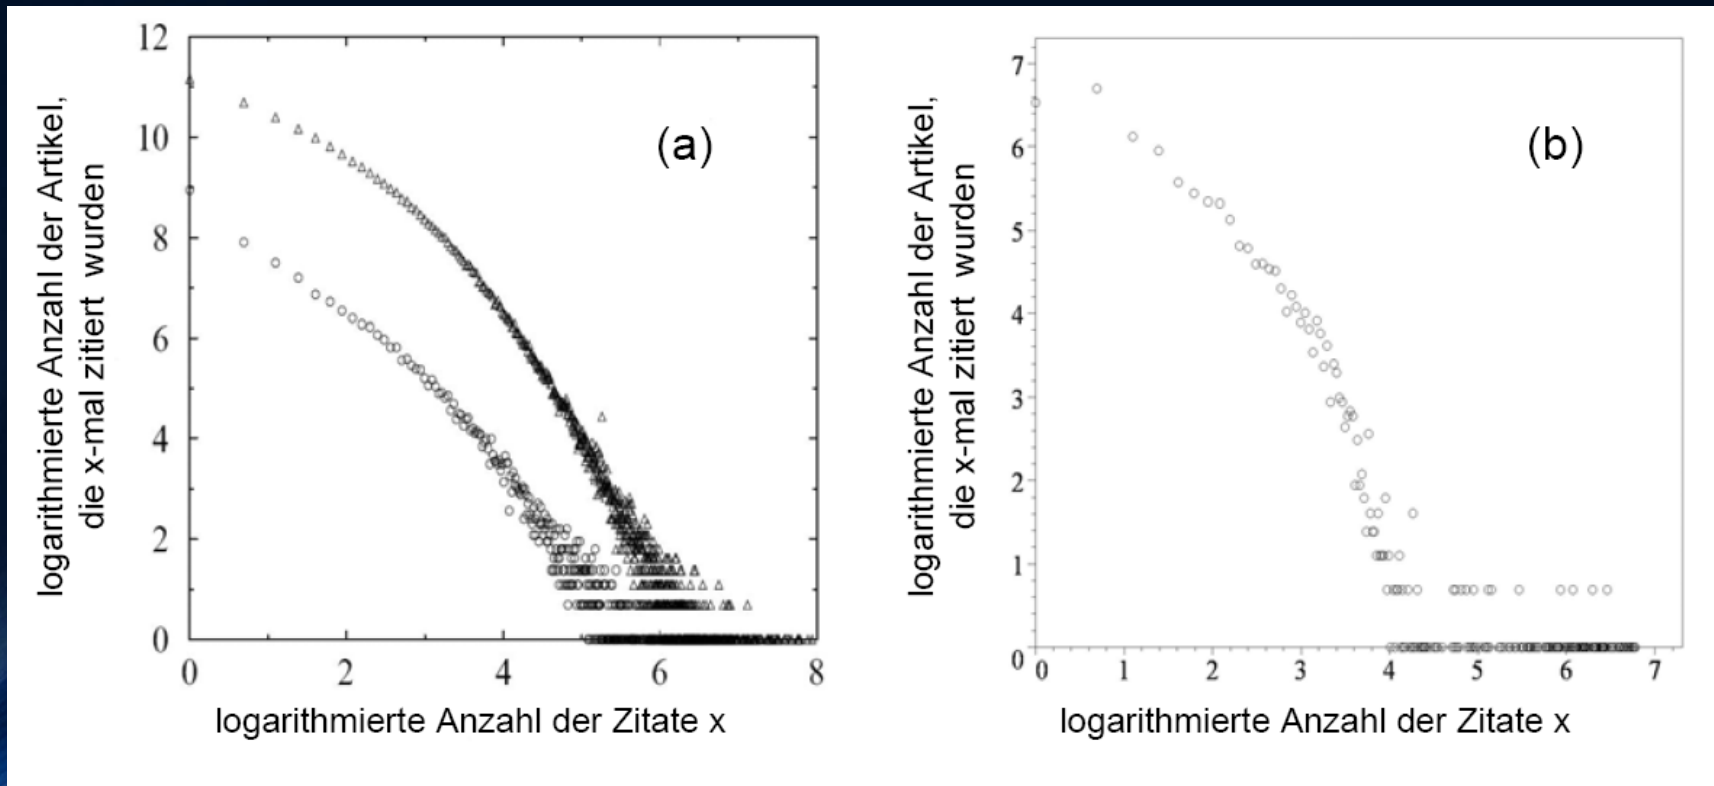 logarithmierte Anzahl der Artikel,
die x-mal zitiert wurden
12
10
8
6
4
2
0
(a)
0 2 4 6 8
logarithmierte Anzahl der Zitate x
logarithmierte Anzahl der Artikel,
die x-mal zitiert wurden
7
6
5
4
3
2
1
0
(b)
0 1 2 3 4 5 6 7
logarithmierte Anzahl der Zitate x